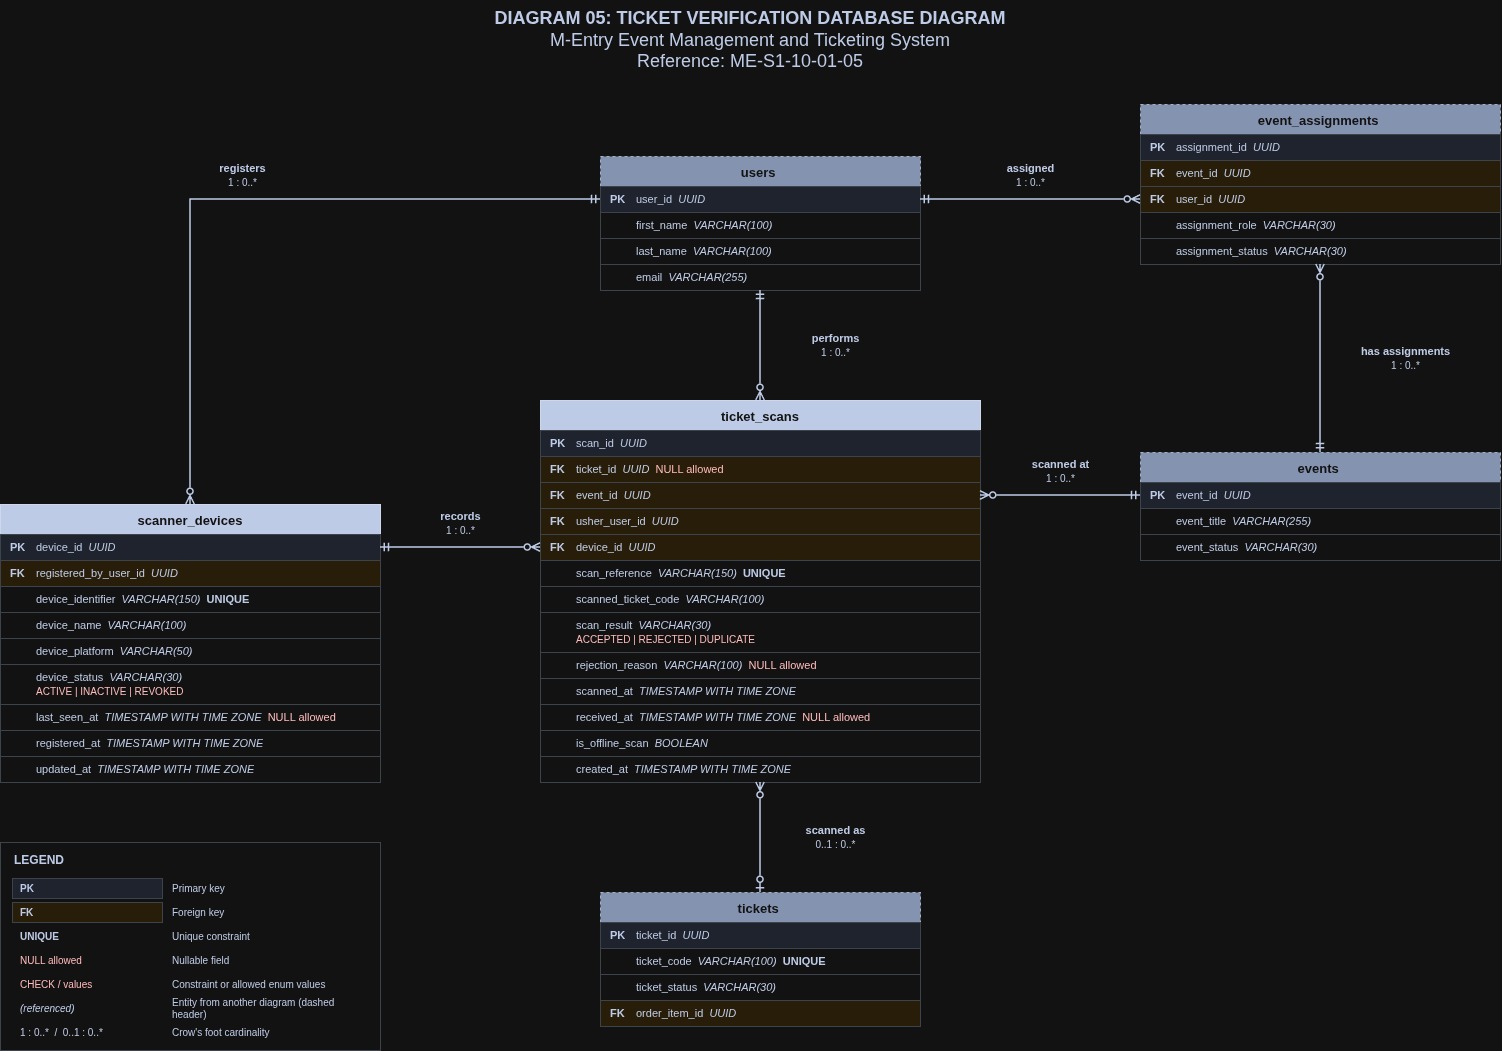 DIAGRAM 05: TICKET VERIFICATION DATABASE DIAGRAM
M-Entry Event Management and Ticketing System
Reference: ME-S1-10-01-05
registers
1 : 0..*
users
PK user_id UUID
first_name VARCHAR(100)
last_name VARCHAR(100)
email VARCHAR(255)
assigned
1 : 0..*
event_assignments
PK assignment_id UUID
FK event_id UUID
FK user_id UUID
assignment_role VARCHAR(30)
assignment_status VARCHAR(30)
performs
1 : 0..*
has assignments
1 : 0..*
ticket_scans
PK scan_id UUID
FK ticket_id UUID NULL allowed
FK event_id UUID
FK usher_user_id UUID
FK device_id UUID
scan_reference VARCHAR(150) UNIQUE
scanned_ticket_code VARCHAR(100)
scan_result VARCHAR(30)
ACCEPTED | REJECTED | DUPLICATE
rejection_reason VARCHAR(100) NULL allowed
scanned_at TIMESTAMP WITH TIME ZONE
received_at TIMESTAMP WITH TIME ZONE NULL allowed
is_offline_scan BOOLEAN
created_at TIMESTAMP WITH TIME ZONE
scanned at
1 : 0..*
events
PK event_id UUID
event_title VARCHAR(255)
event_status VARCHAR(30)
scanner_devices
PK device_id UUID
FK registered_by_user_id UUID
device_identifier VARCHAR(150) UNIQUE
device_name VARCHAR(100)
device_platform VARCHAR(50)
device_status VARCHAR(30)
ACTIVE | INACTIVE | REVOKED
last_seen_at TIMESTAMP WITH TIME ZONE NULL allowed
registered_at TIMESTAMP WITH TIME ZONE
updated_at TIMESTAMP WITH TIME ZONE
records
1 : 0..*
scanned as
0..1 : 0..*
tickets
PK ticket_id UUID
ticket_code VARCHAR(100) UNIQUE
ticket_status VARCHAR(30)
FK order_item_id UUID
LEGEND
PK Primary key
FK Foreign key
UNIQUE Unique constraint
NULL allowed Nullable field
CHECK / values Constraint or allowed enum values
(referenced) Entity from another diagram (dashed
header)
1 : 0..* / 0..1 : 0..* Crow's foot cardinality